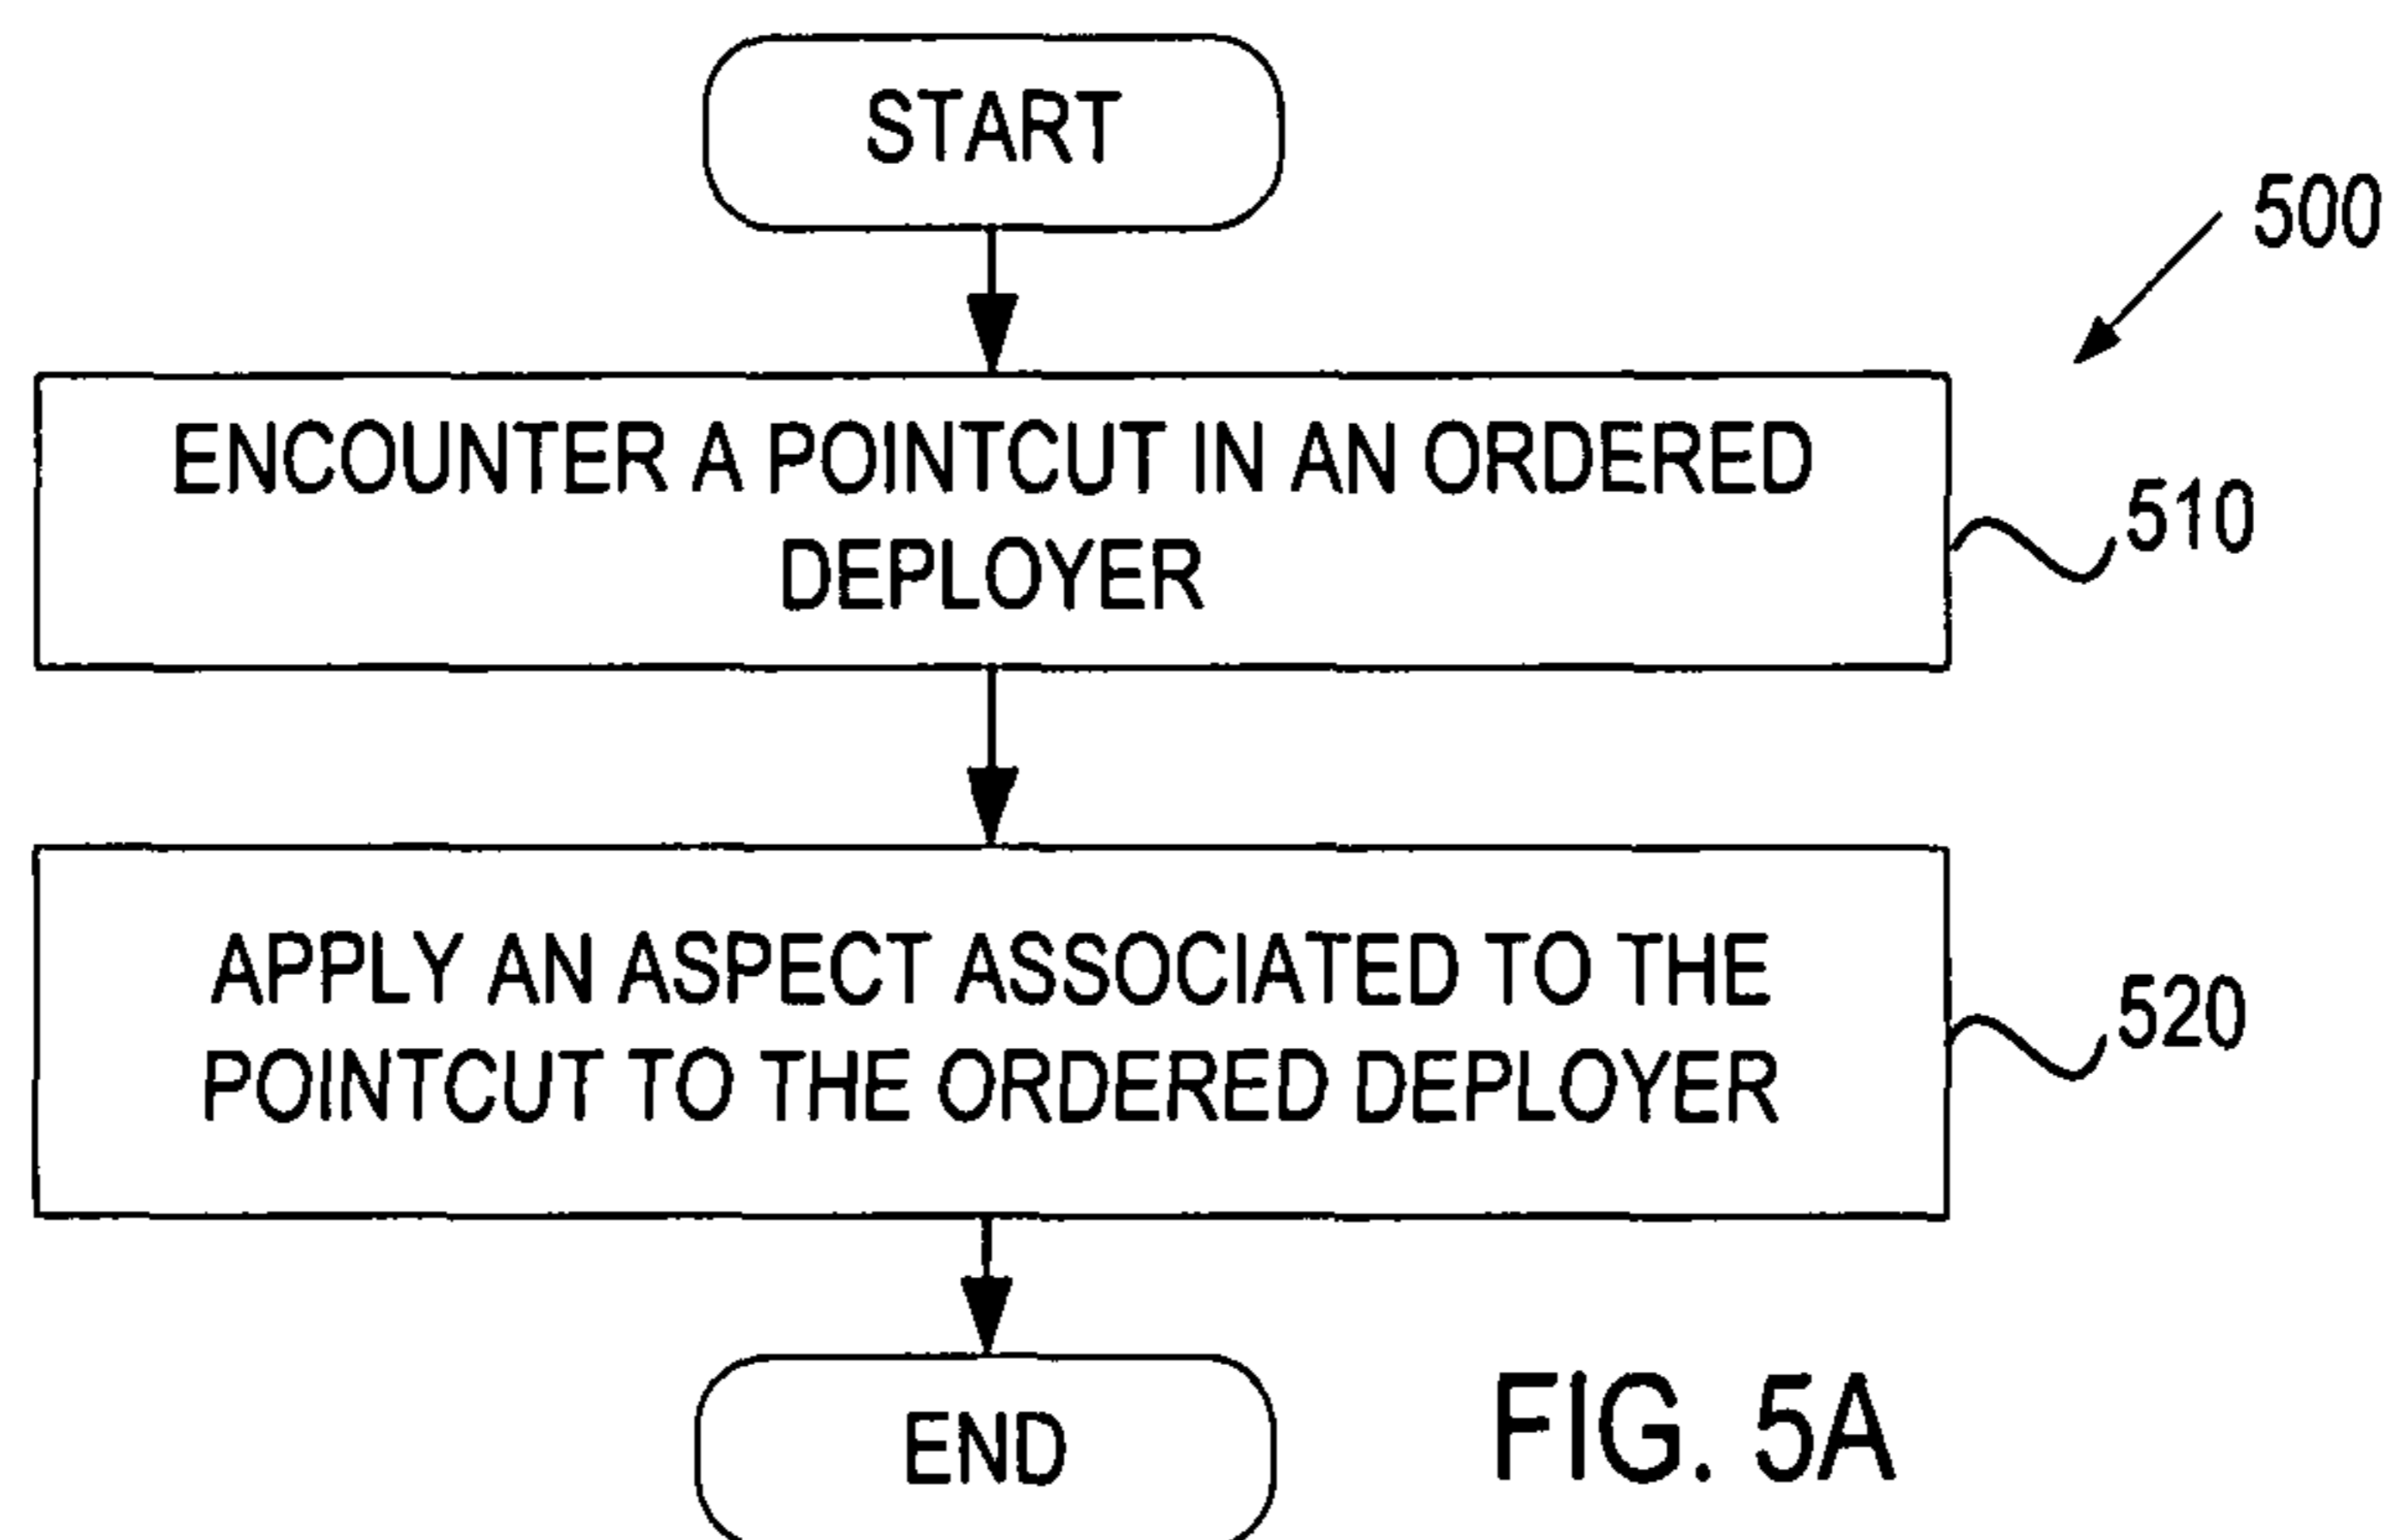 START
500
ENCOUNTER A POINTCUT IN AN ORDERED
DEPLOYER
510
APPLY AN ASPECT ASSOCIATED TO THE
POINTCUT TO THE ORDERED DEPLOYER
520
END
FIG. 5A